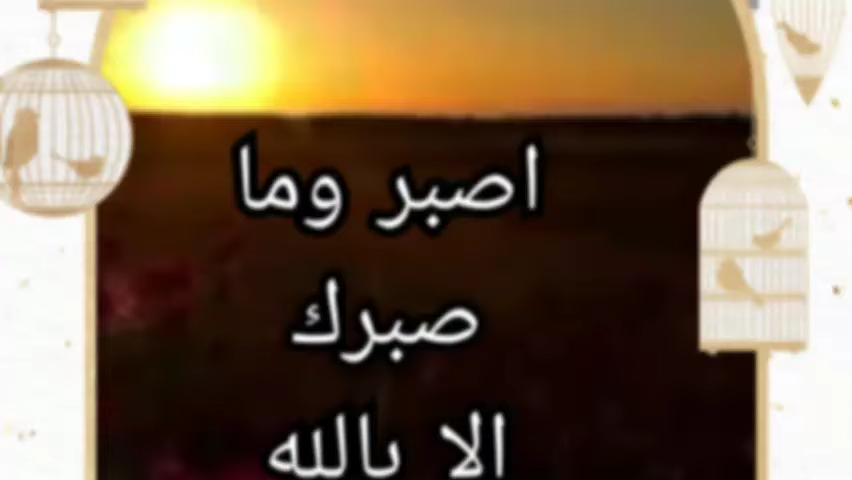 اصبر وما
صبرك
الا بالله